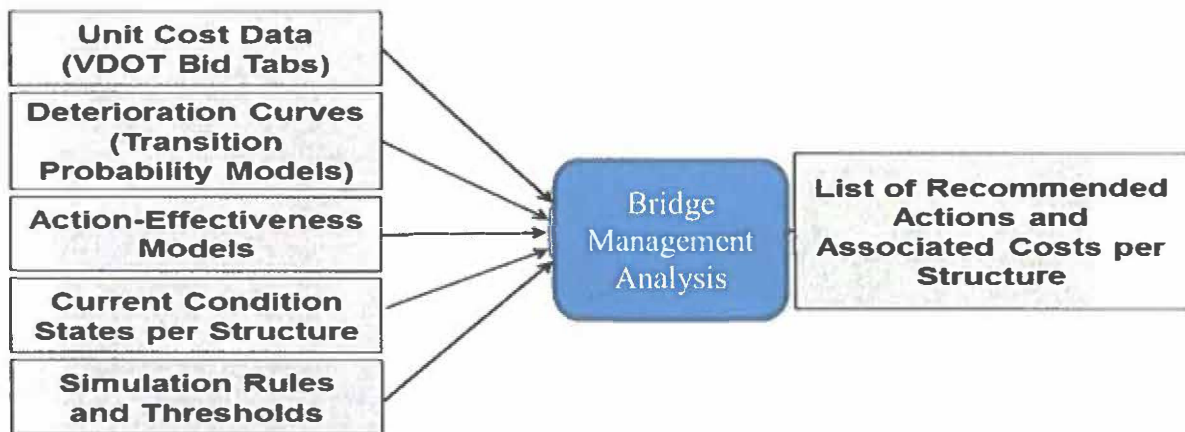 Unit Cost Data
(VDOT Bid Tabs)
Deterioration Curves
(Transition
Probability Models)
Action-Effectiveness
Models
Current Condition
States per Structure
Simulation Rules
and Thresholds
Bridge
Management
Analysis
List of Recommended
Actions and
Associated Costs per
Structure